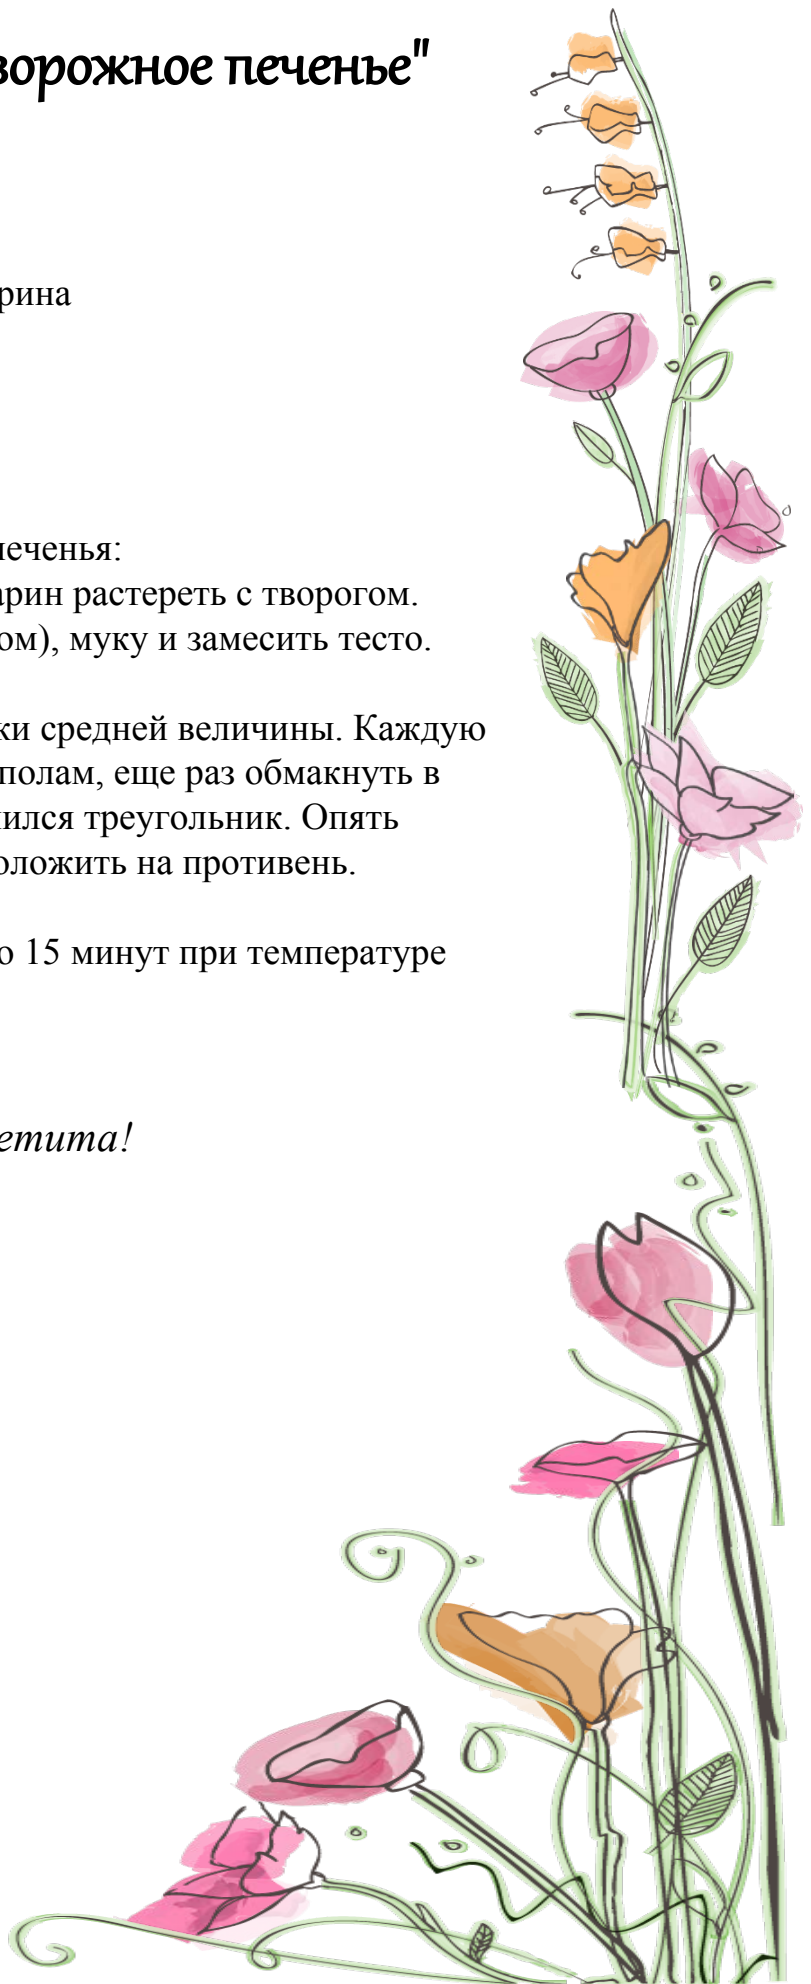 ворожное печенье"
рина
печенья:
арин растереть с творогом.
ом), муку и замесить тесто.
ки средней величины. Каждую
полам, еще раз обмакнуть в
ился треугольник. Опять
оложить на противень.
о 15 минут при температуре
етита!